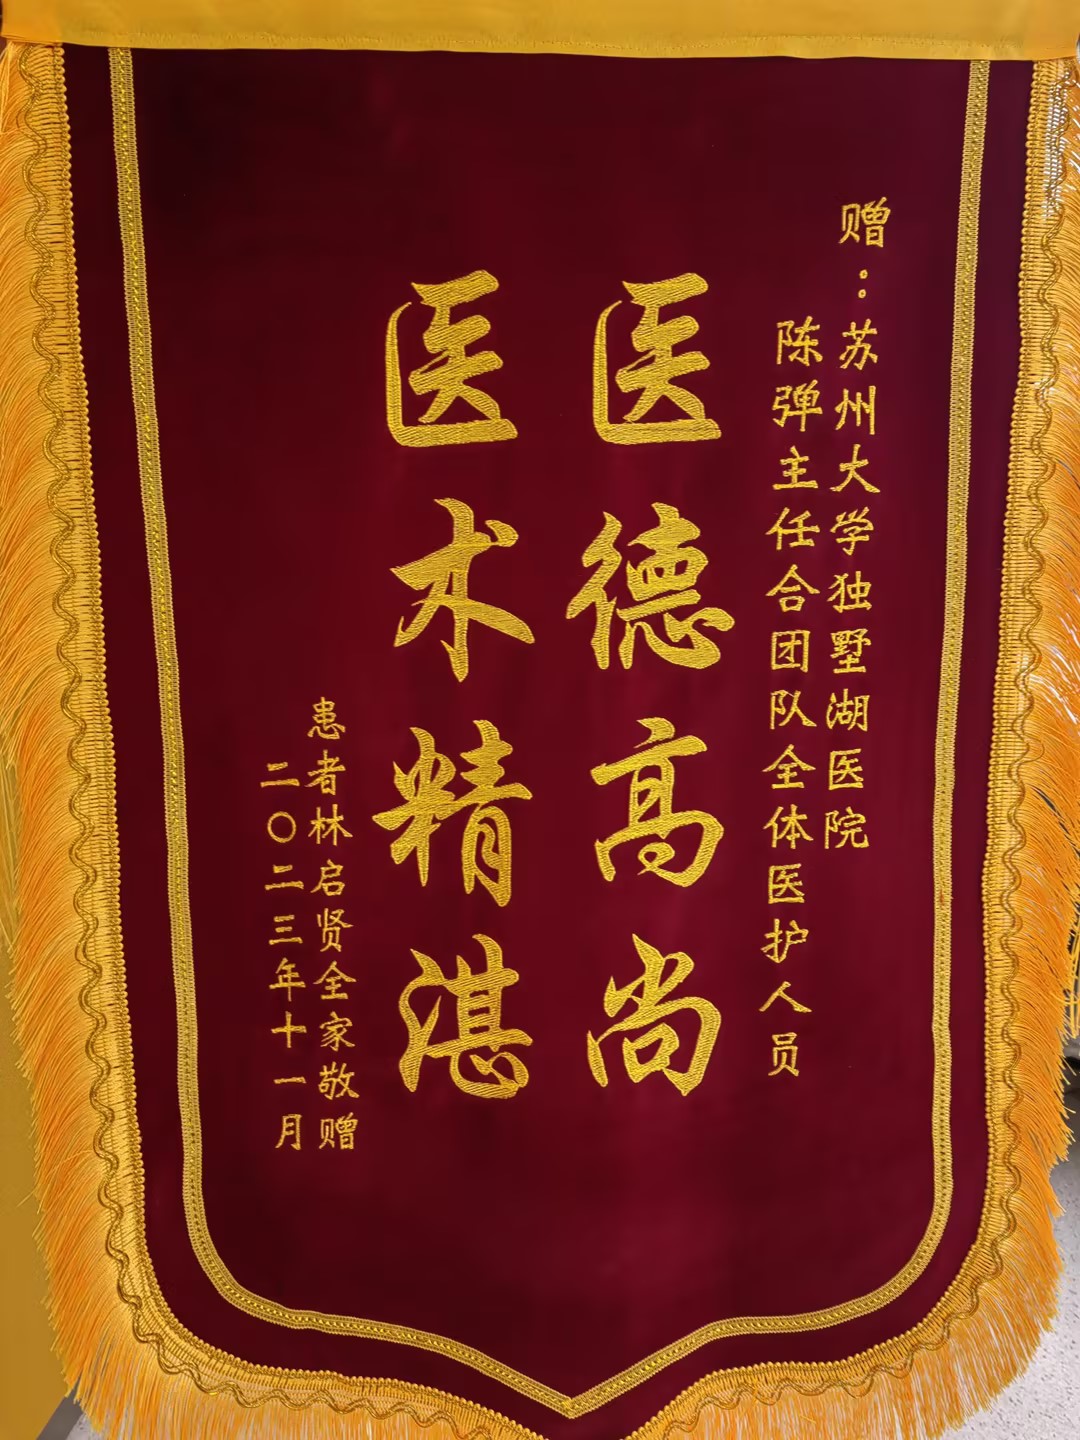 赠：苏州大学独墅湖医院
陈弹主任合团队全体医护人员
医德高尚
医术精湛
患者林启贤全家敬赠
二〇二三年十一月